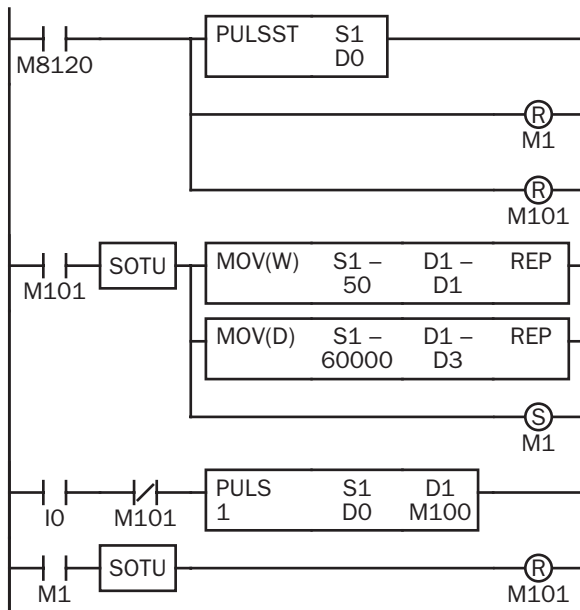 PULSST S1
M8120 D0
R
M1
R
M101
SOTU MOV(W) S1 – D1 – REP
M101 50 D1
MOV(D) S1 – D1 – REP
60000 D3
S
M1
PULS S1 D1
I0 M101 1 D0 M100
SOTU R
M1 M101